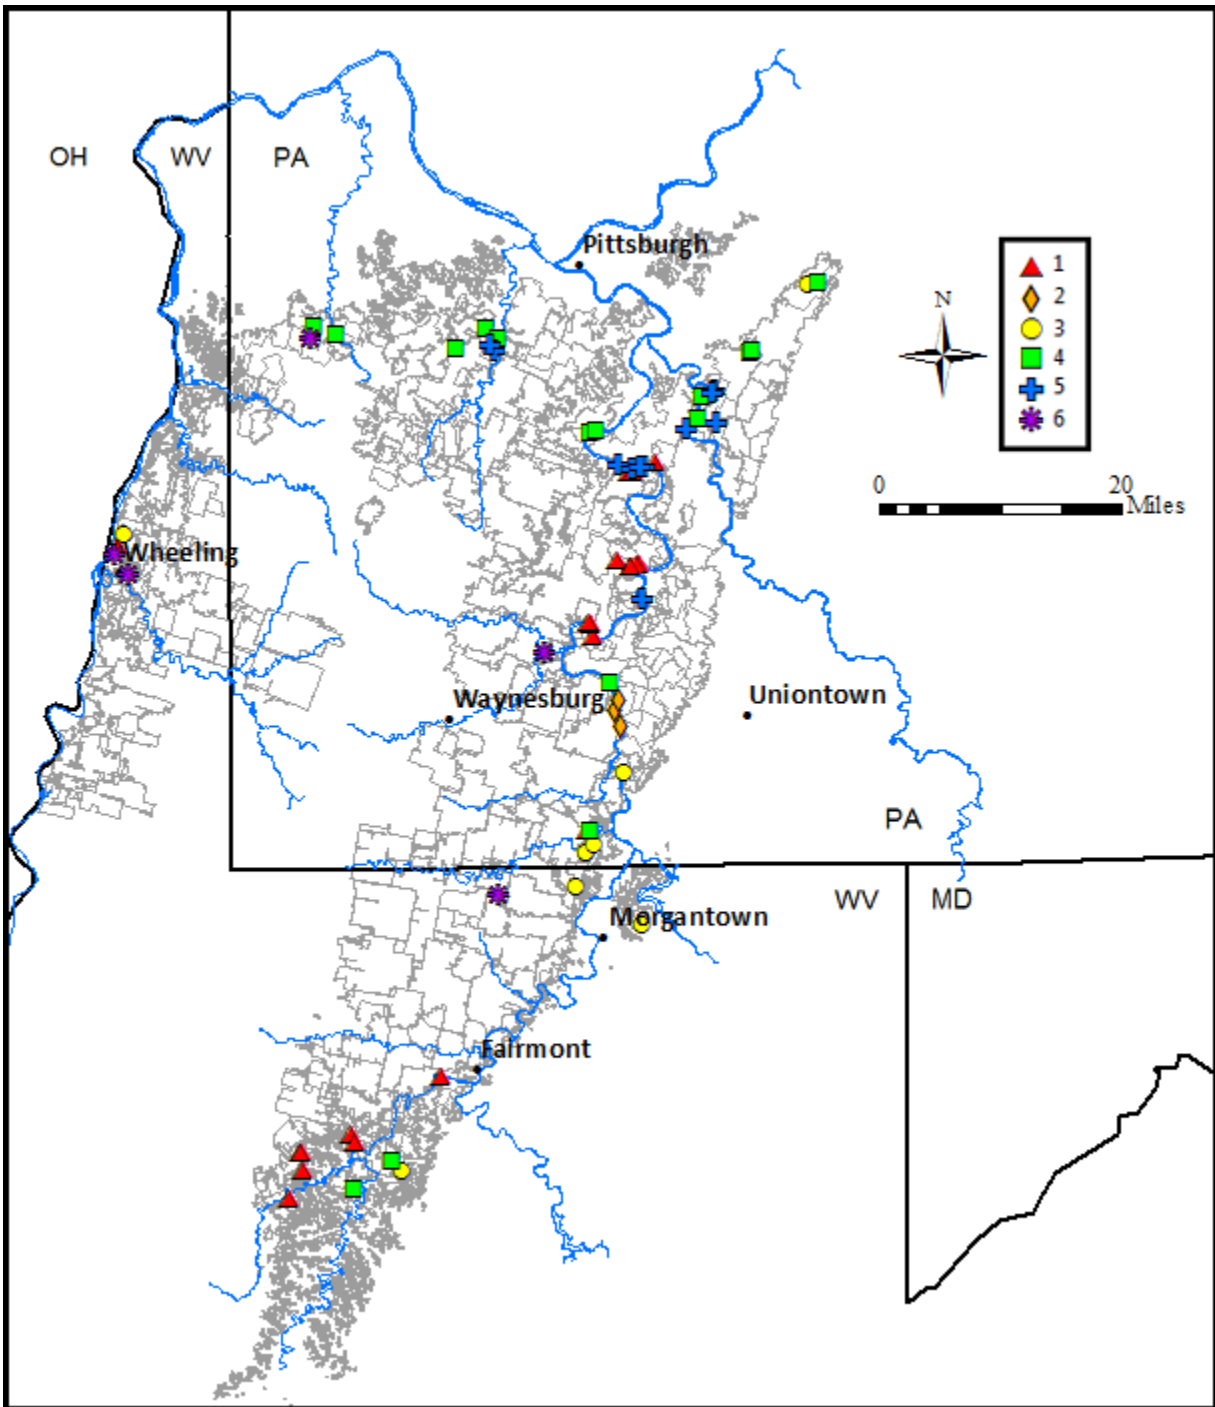 OH WV PA
Pittsburgh
1
2
3
4
5
6
N
0 20
Miles
Wheeling
Waynesburg
Uniontown
PA
WV MD
Morgantown
Fairmont